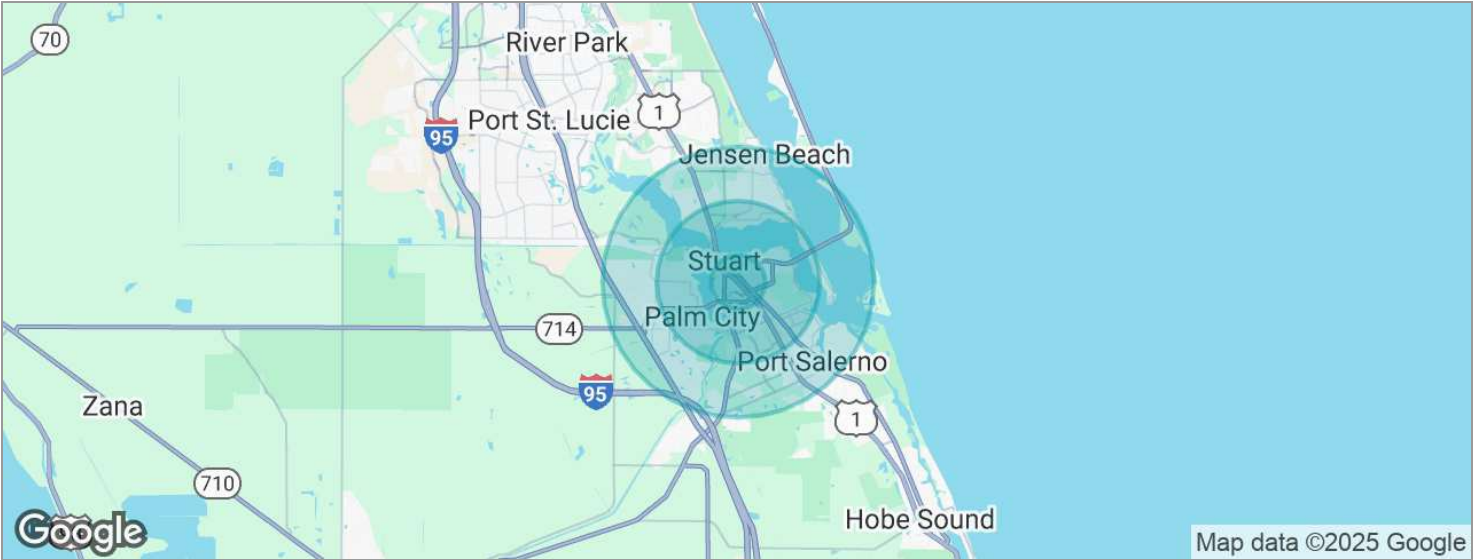 70
River Park
1
95
Port St. Lucie
Jensen Beach
Stuart
Palm City
714
Port Salerno
95
Zana
1
710
Hobe Sound
Google
Map data ©2025 Google